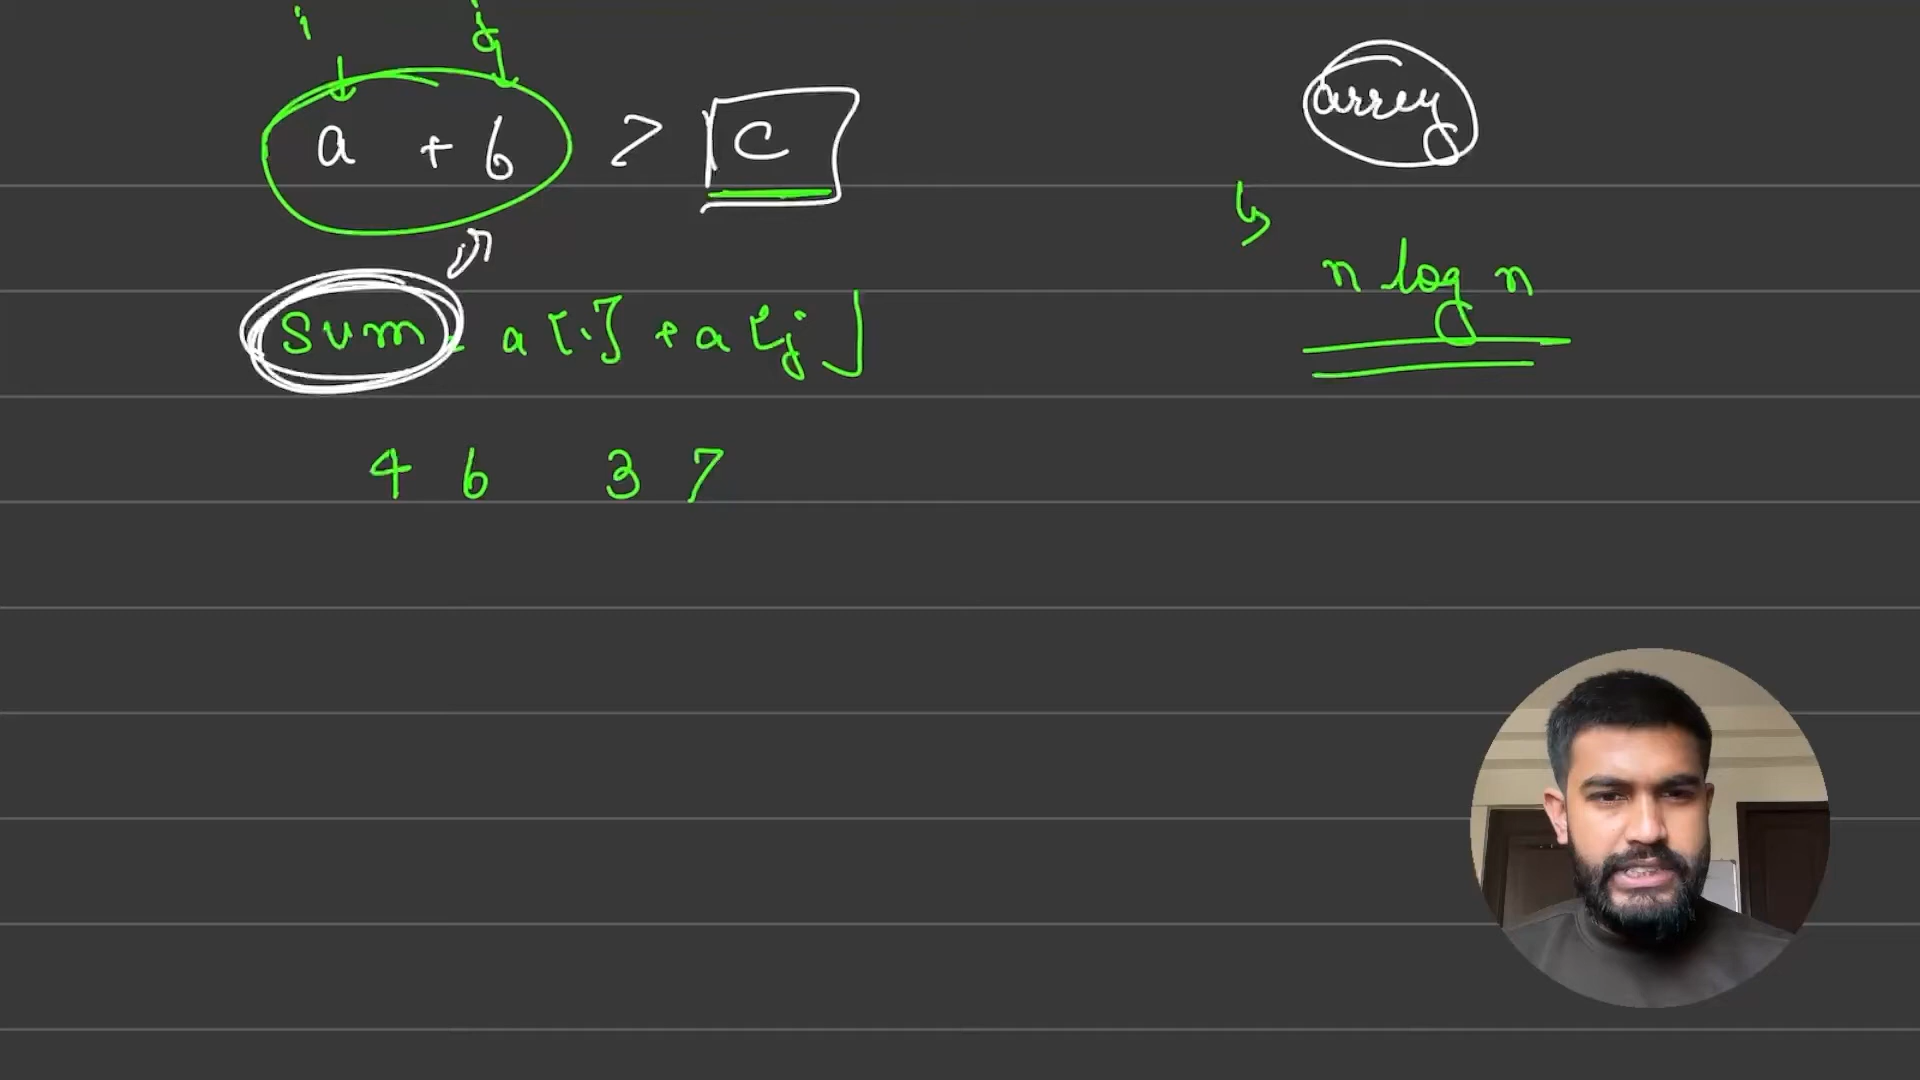 i j
a + b > C
array
n log n
Sum = a[i] + a[j]
4 6 3 7